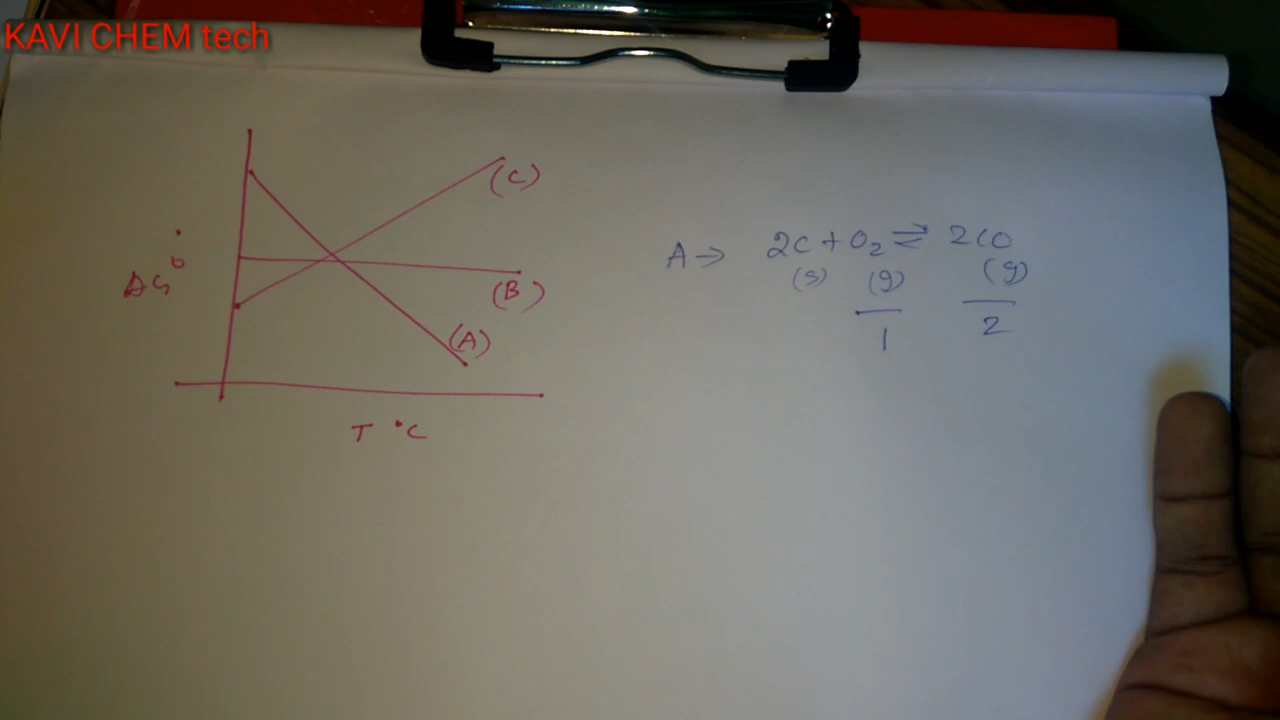 KAVI CHEM tech
(C)
ΔG°
(B)
(A)
T °C
A → 2C + O₂ ⇌ 2CO
(s) (g) (g)
1 2